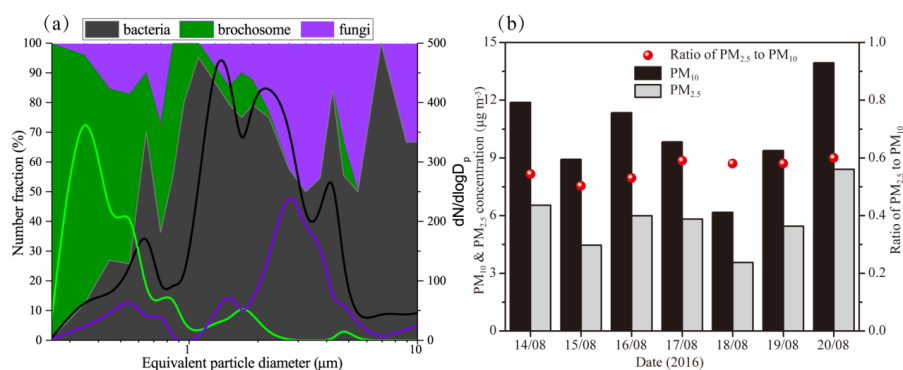 (a)
bacteria brochosome fungi
100
90
80
70
60
50
40
30
20
10
0
Number fraction (%)
500
400
300
200
100
0
dN/dlogDp
1 10
Equivalent particle diameter (μm)
(b)
Ratio of PM2.5 to PM10
PM10
PM2.5
15
12
9
6
3
0
PM10 & PM2.5 concentration (μg m-3)
1.0
0.8
0.6
0.4
0.2
0.0
Ratio of PM2.5 to PM10
14/08 15/08 16/08 17/08 18/08 19/08 20/08
Date (2016)